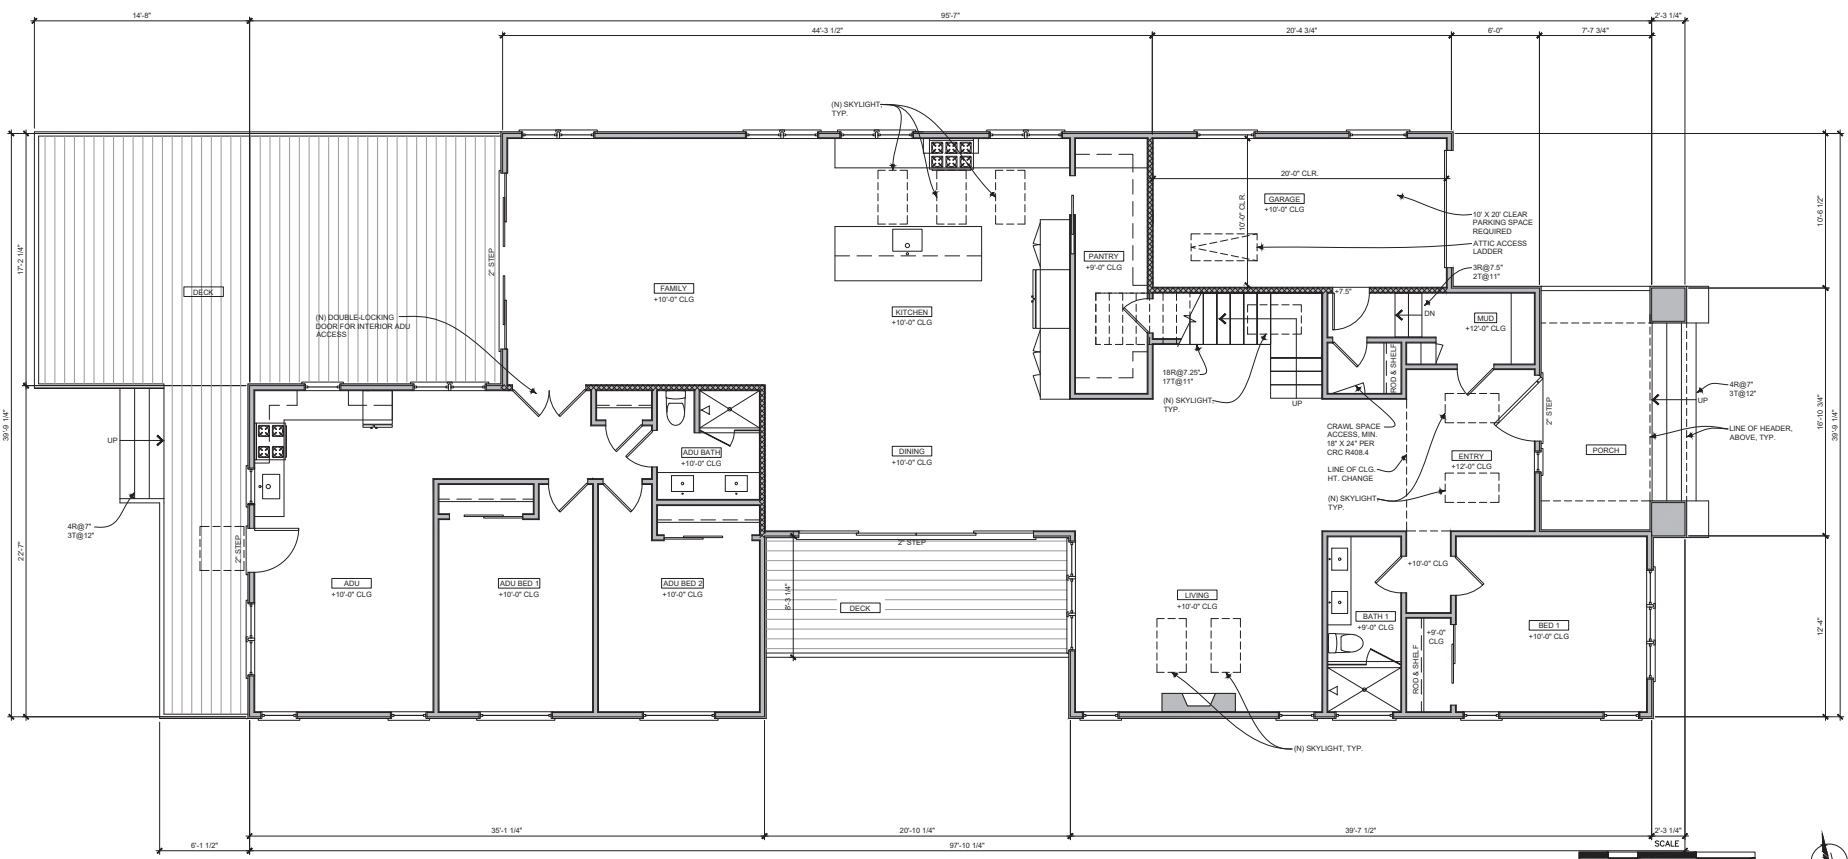 14'-8"
95'-7"
2'-3 1/4"
44'-3 1/2"
20'-4 3/4"
6'-0"
7'-7 3/4"
(N) SKYLIGHT,
TYP.
20'-0" CLR.
10'-0" CLR.
GARAGE
+10'-0" CLG
10' X 20' CLEAR
PARKING SPACE
REQUIRED
ATTIC ACCESS
LADDER
3R@7.5"
2T@11"
10'-6 1/2"
17'-2 1/4"
2" STEP
PANTRY
+9'-0" CLG
DECK
FAMILY
+10'-0" CLG
KITCHEN
+10'-0" CLG
+7.5"
DN
MUD
+12'-0" CLG
(N) DOUBLE-LOCKING
DOOR FOR INTERIOR ADU
ACCESS
ROD & SHELF
18R@7.25"
17T@11"
(N) SKYLIGHT,
TYP.
UP
4R@7"
3T@12"
UP
2" STEP
16'-10 3/4"
39'-9 1/4"
39'-9 1/4"
UP
CRAWL SPACE
ACCESS, MIN.
18" X 24" PER
CRC R408.4
LINE OF HEADER,
ABOVE, TYP.
ADU BATH
+10'-0" CLG
DINING
+10'-0" CLG
ENTRY
+12'-0" CLG
PORCH
LINE OF CLG.
HT. CHANGE
(N) SKYLIGHT,
TYP.
4R@7"
3T@12"
2" STEP
22'-7"
2" STEP
+10'-0" CLG
ADU
+10'-0" CLG
ADU BED 1
+10'-0" CLG
ADU BED 2
+10'-0" CLG
8'-3 1/4"
DECK
LIVING
+10'-0" CLG
BATH 1
+9'-0" CLG
+9'-0"
CLG
BED 1
+10'-0" CLG
12'-4"
ROD & SHELF
(N) SKYLIGHT, TYP.
35'-1 1/4"
20'-10 1/4"
39'-7 1/2"
2'-3 1/4"
6'-1 1/2"
97'-10 1/4"
SCALE